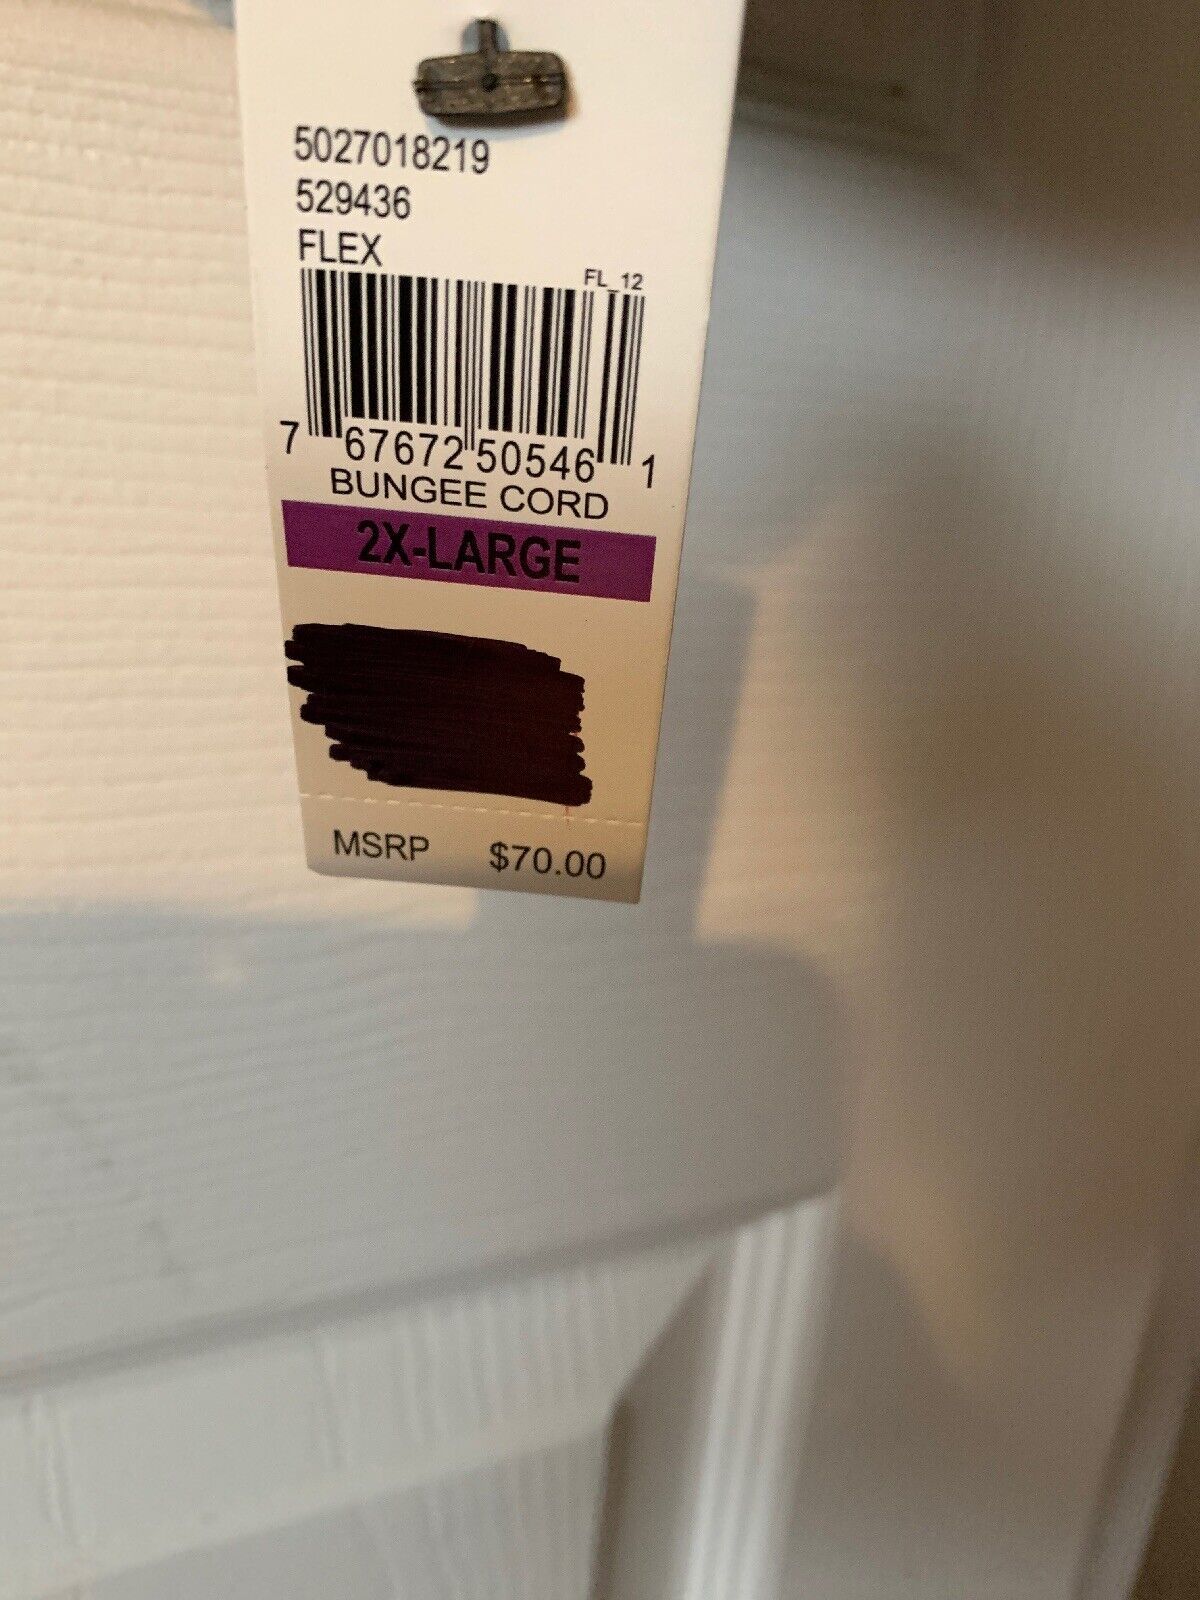 5027018219
529436
FLEX
FL_12
7 67672 50546 1
BUNGEE CORD
2X-LARGE
MSRP $70.00